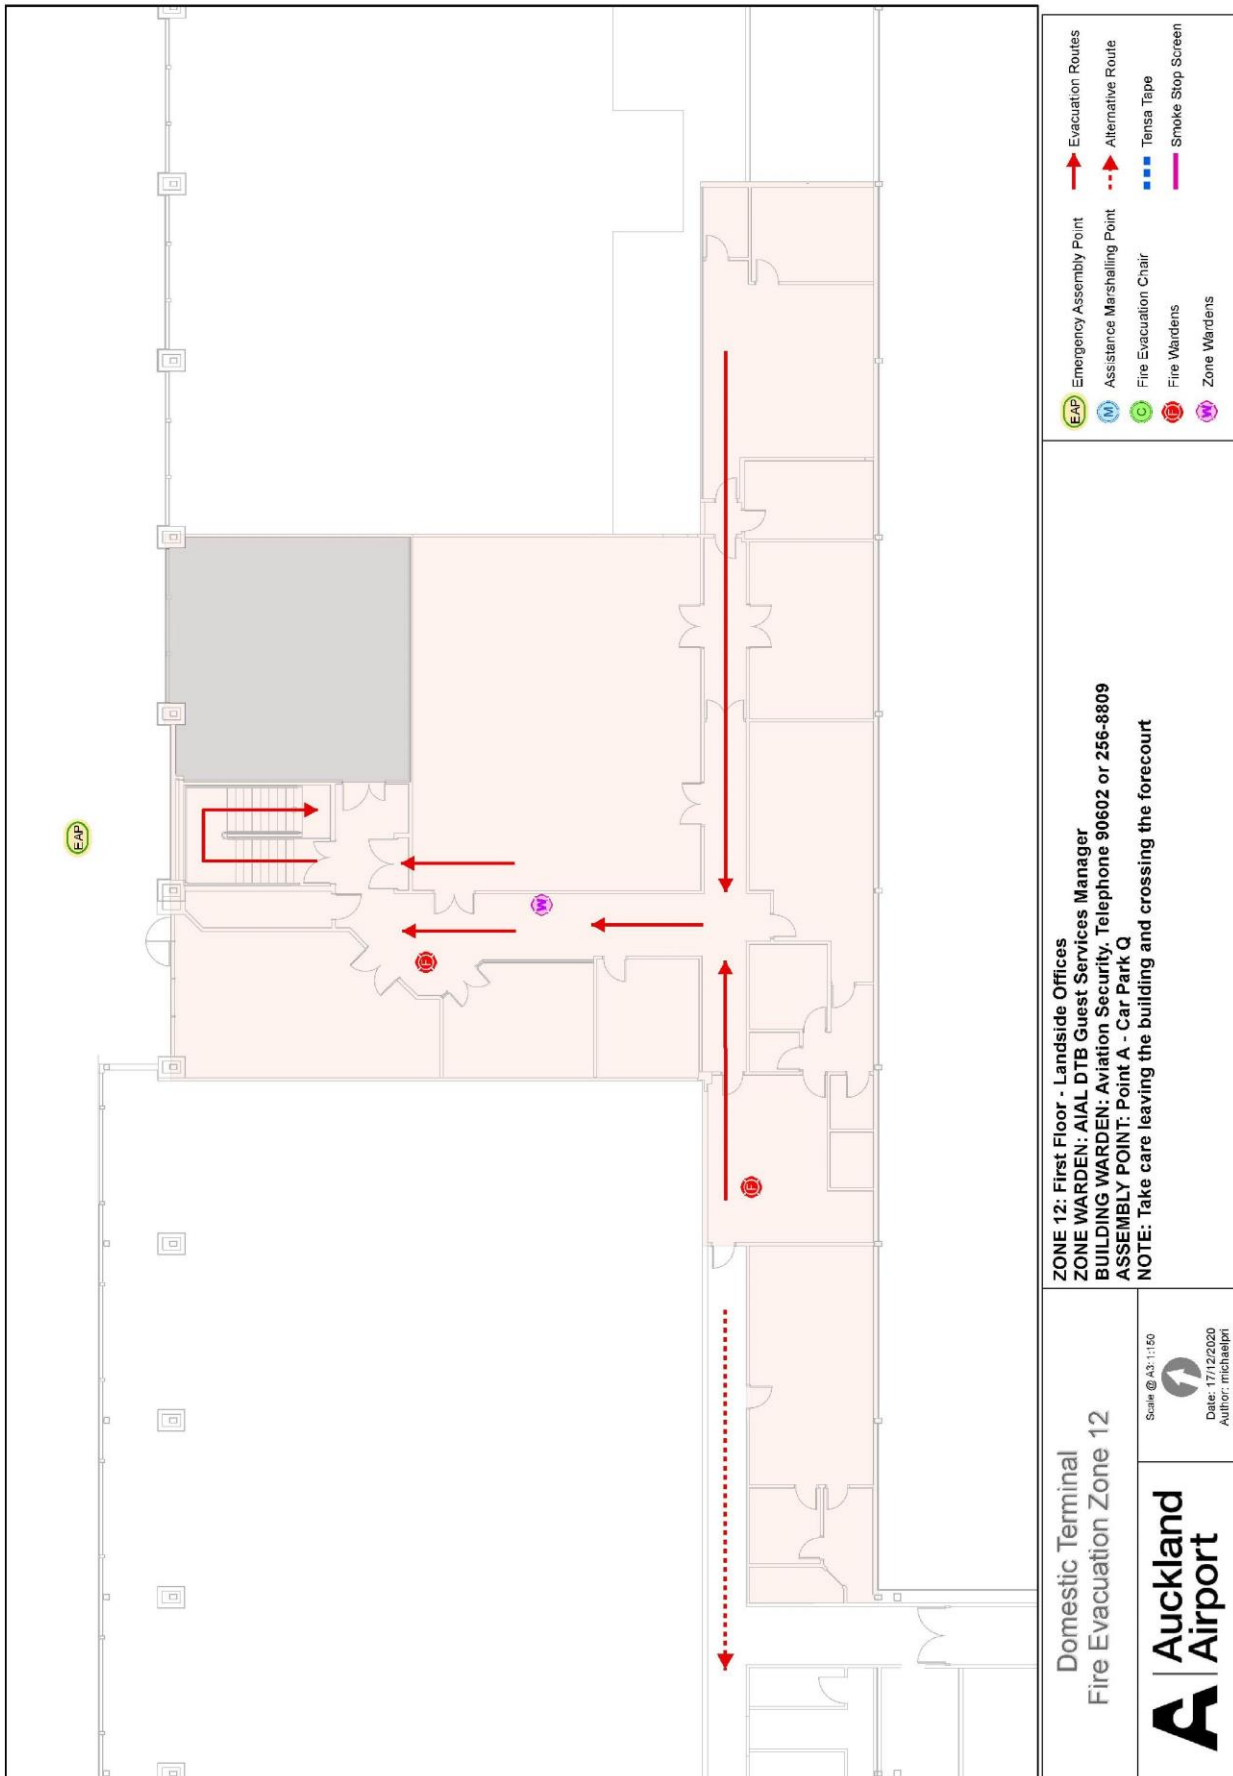 EAP
W
F
F
Domestic Terminal
Fire Evacuation Zone 12
A | Auckland
Airport
Scale @ A3: 1:150
Date: 17/12/2020
Author: michaelpri
ZONE 12: First Floor - Landside Offices
ZONE WARDEN: AIAL DTB Guest Services Manager
BUILDING WARDEN: Aviation Security, Telephone 90602 or 256-8809
ASSEMBLY POINT: Point A - Car Park Q
NOTE: Take care leaving the building and crossing the forecourt
EAP Emergency Assembly Point
M Assistance Marshalling Point
C Fire Evacuation Chair
F Fire Wardens
W Zone Wardens
Evacuation Routes
Alternative Route
Tensa Tape
Smoke Stop Screen